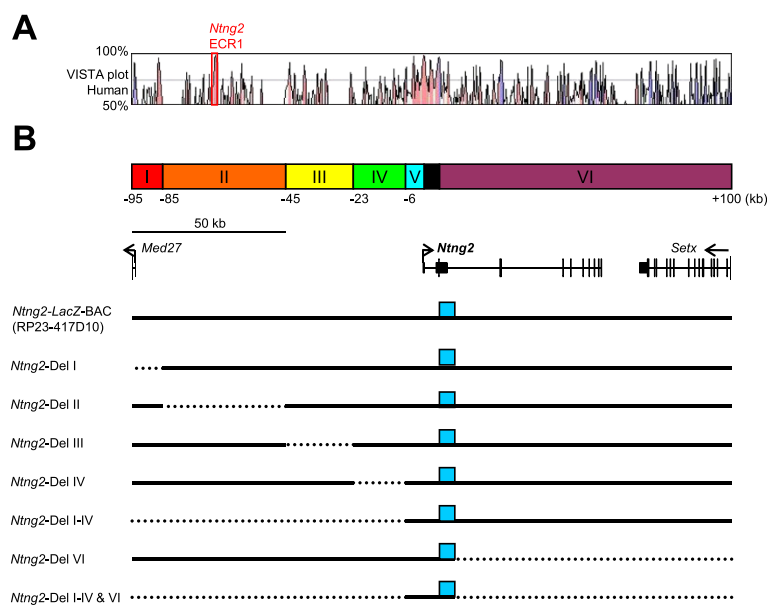 A
Ntng2
ECR1
100%
VISTA plot
Human
50%
B
I II III IV V VI
-95 -85 -45 -23 -6 +100 (kb)
50 kb
Med27 Ntng2 Setx
Ntng2-LacZ-BAC
(RP23-417D10)
Ntng2-Del I
Ntng2-Del II
Ntng2-Del III
Ntng2-Del IV
Ntng2-Del I-IV
Ntng2-Del VI
Ntng2-Del I-IV & VI